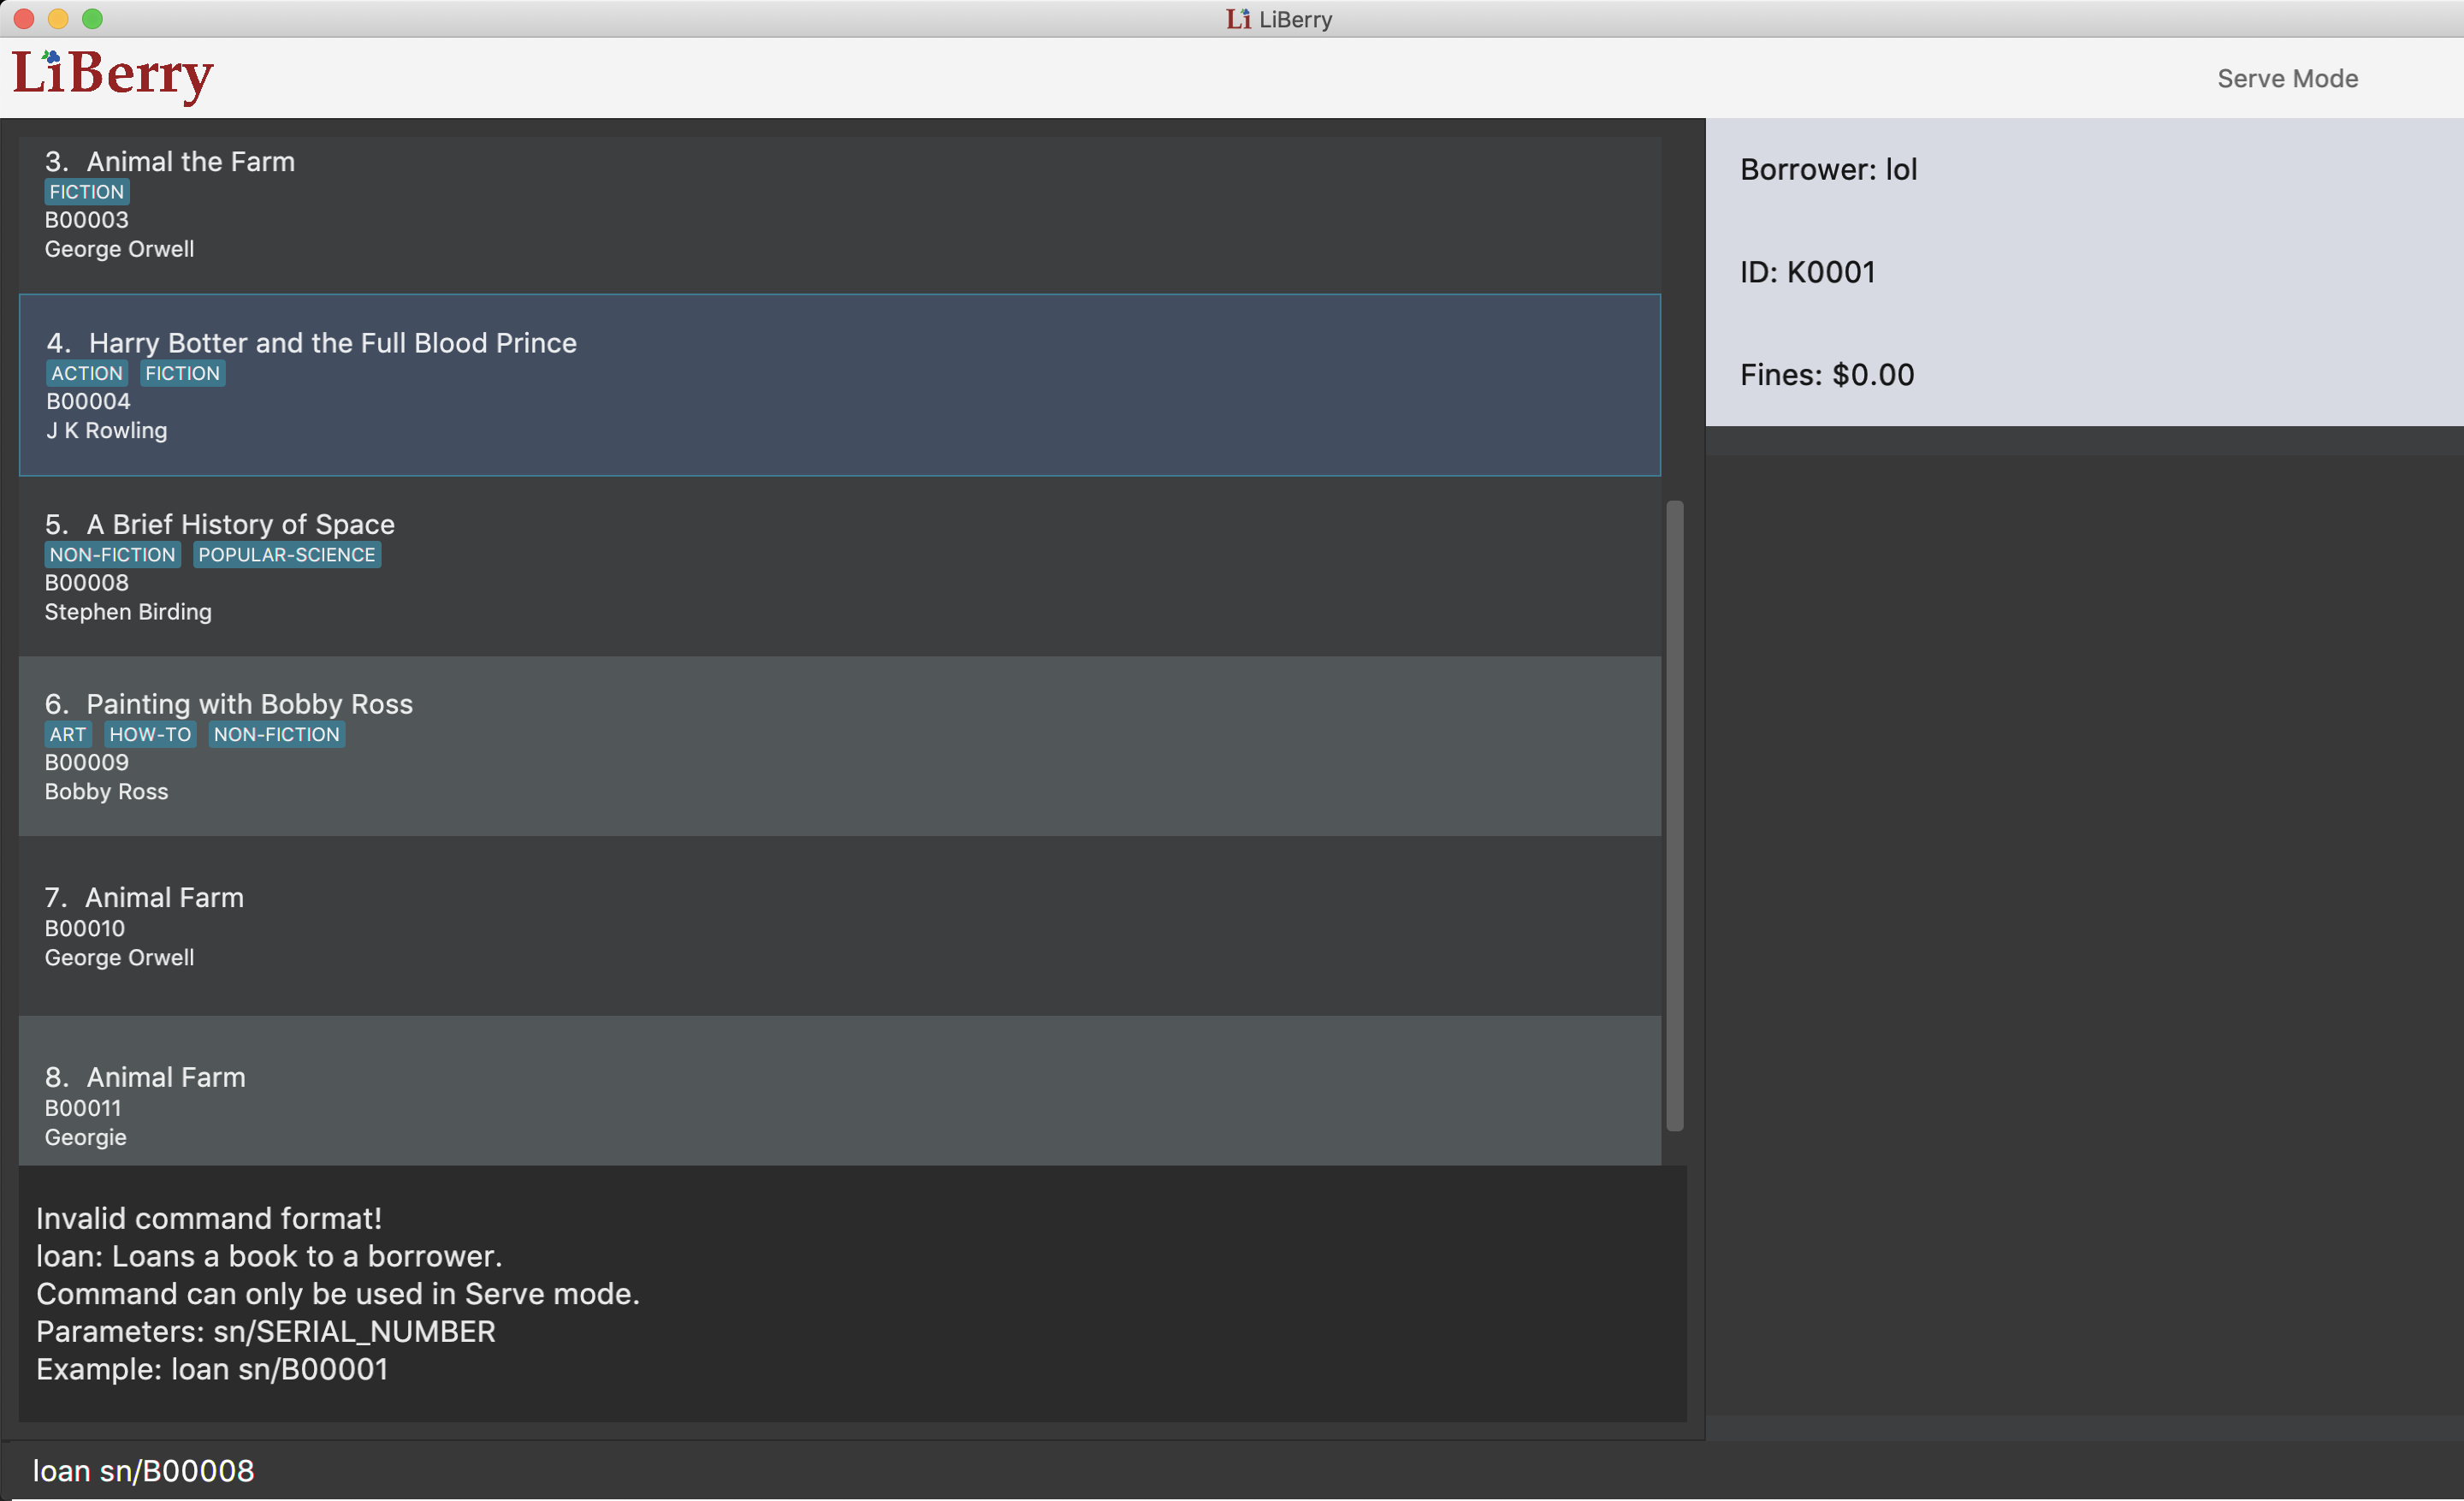 Li LiBerry
LiBerry
Serve Mode
3. Animal the Farm
FICTION
B00003
George Orwell
4. Harry Botter and the Full Blood Prince
ACTION FICTION
B00004
J K Rowling
5. A Brief History of Space
NON-FICTION POPULAR-SCIENCE
B00008
Stephen Birding
6. Painting with Bobby Ross
ART HOW-TO NON-FICTION
B00009
Bobby Ross
7. Animal Farm
B00010
George Orwell
8. Animal Farm
B00011
Georgie
Invalid command format!
loan: Loans a book to a borrower.
Command can only be used in Serve mode.
Parameters: sn/SERIAL_NUMBER
Example: loan sn/B00001
loan sn/B00008
Borrower: lol
ID: K0001
Fines: $0.00